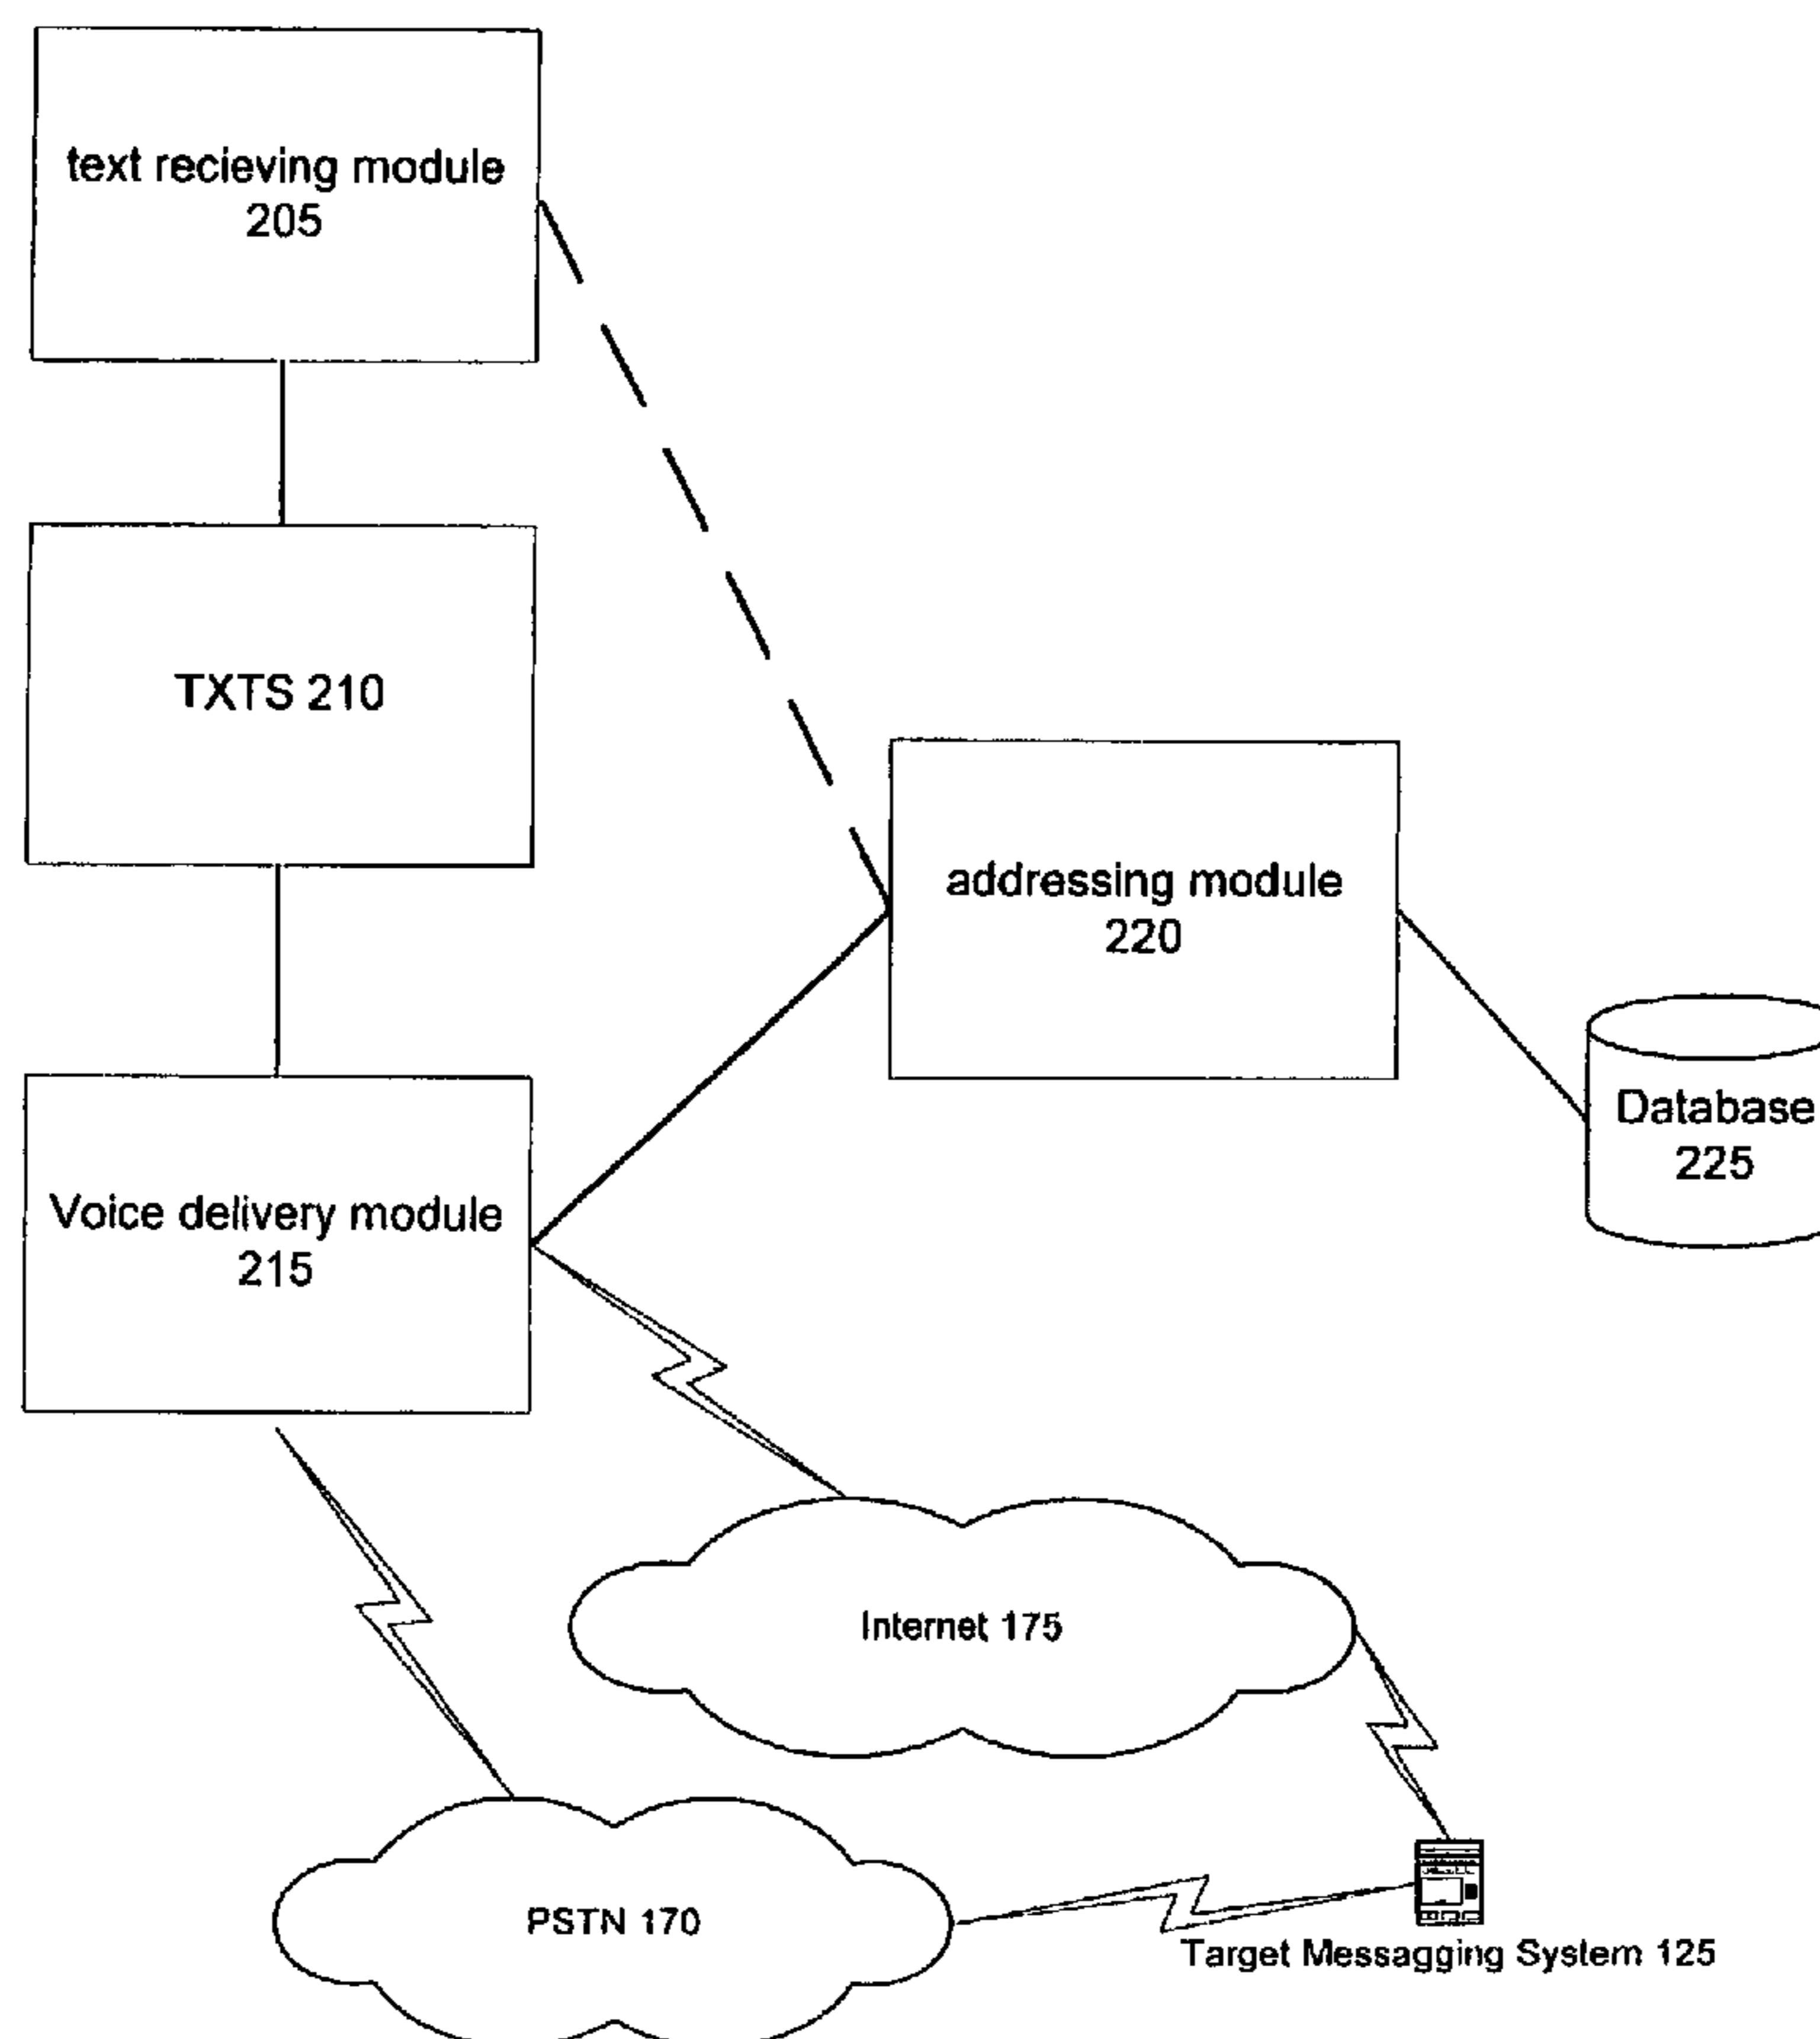 text recieving module
205
TXTS 210
addressing module
220
Database
225
Voice delivery module
215
Internet 175
PSTN 170
Target Messagging System 125